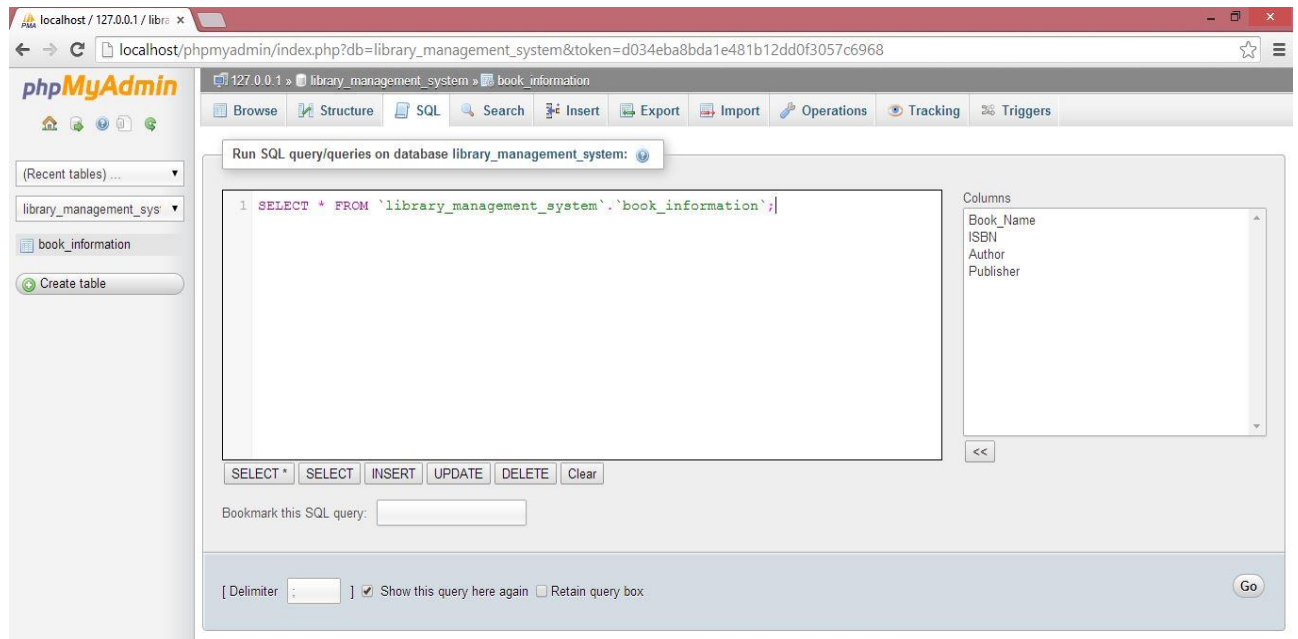 localhost / 127.0.0.1 / libra
localhost/phpmyadmin/index.php?db=library_management_system&token=d034eba8bda1e481b12dd0f3057c6968
phpMyAdmin
(Recent tables) ...
library_management_sys
book_information
Create table
127.0.0.1 » library_management_system » book_information
Browse Structure SQL Search Insert Export Import Operations Tracking Triggers
Run SQL query/queries on database library_management_system:
1 SELECT * FROM `library_management_system`.`book_information`;
Columns
Book_Name
ISBN
Author
Publisher
<<
SELECT * SELECT INSERT UPDATE DELETE Clear
Bookmark this SQL query:
[ Delimiter ; ] Show this query here again Retain query box
Go